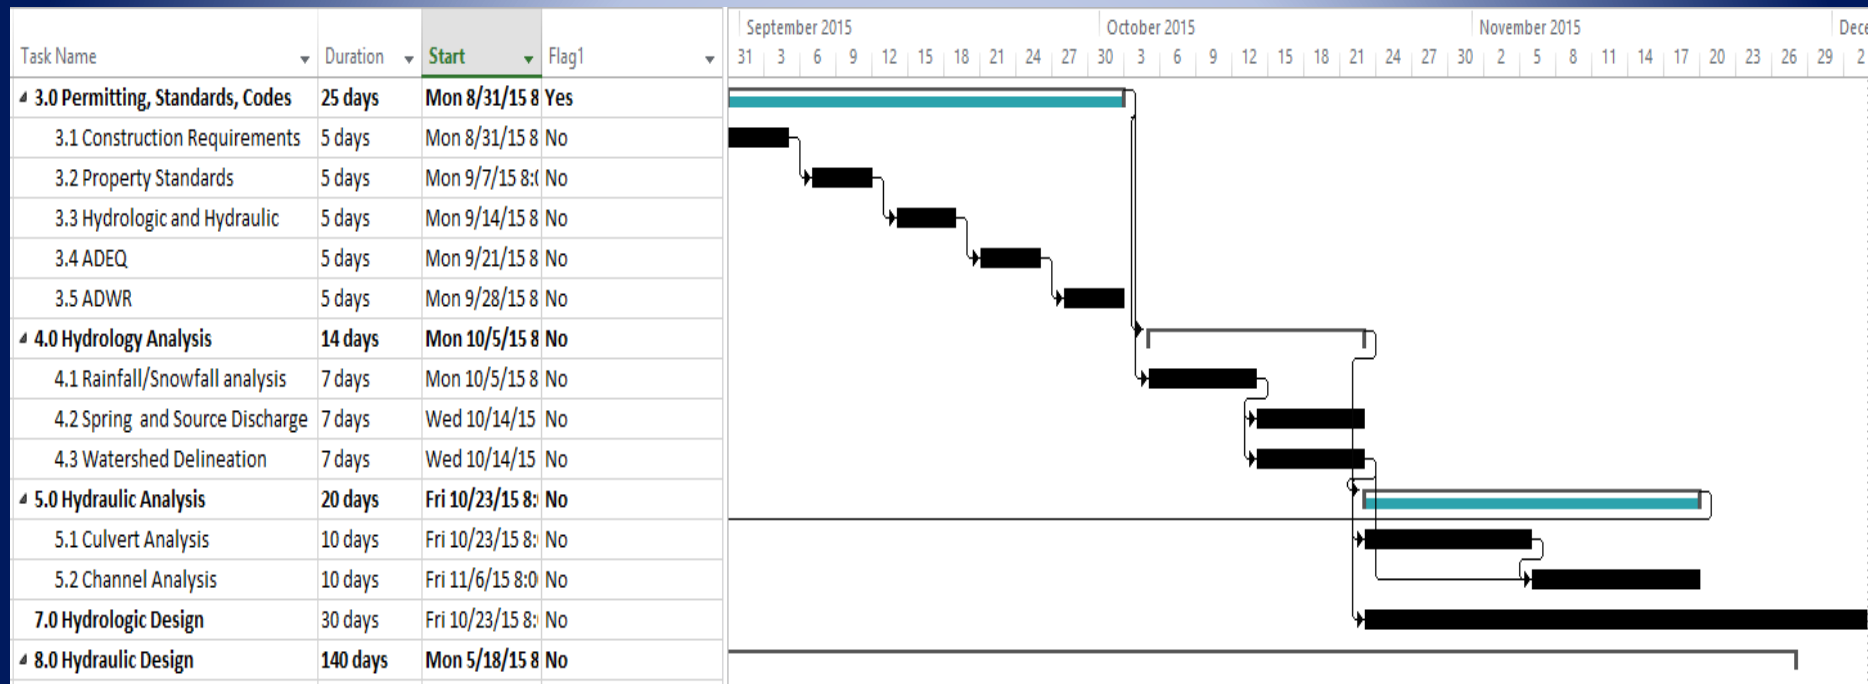 September 2015 October 2015 November 2015 Dece
Task Name Duration Start Flag1 31 3 6 9 12 15 18 21 24 27 30 3 6 9 12 15 18 21 24 27 30 2 5 8 11 14 17 20 23 26 29 2
3.0 Permitting, Standards, Codes 25 days Mon 8/31/15 8 Yes
3.1 Construction Requirements 5 days Mon 8/31/15 8 No
3.2 Property Standards 5 days Mon 9/7/15 8:( No
3.3 Hydrologic and Hydraulic 5 days Mon 9/14/15 8 No
3.4 ADEQ 5 days Mon 9/21/15 8 No
3.5 ADWR 5 days Mon 9/28/15 8 No
4.0 Hydrology Analysis 14 days Mon 10/5/15 8 No
4.1 Rainfall/Snowfall analysis 7 days Mon 10/5/15 8 No
4.2 Spring and Source Discharge 7 days Wed 10/14/15 No
4.3 Watershed Delineation 7 days Wed 10/14/15 No
5.0 Hydraulic Analysis 20 days Fri 10/23/15 8: No
5.1 Culvert Analysis 10 days Fri 10/23/15 8: No
5.2 Channel Analysis 10 days Fri 11/6/15 8:0 No
7.0 Hydrologic Design 30 days Fri 10/23/15 8: No
8.0 Hydraulic Design 140 days Mon 5/18/15 8 No